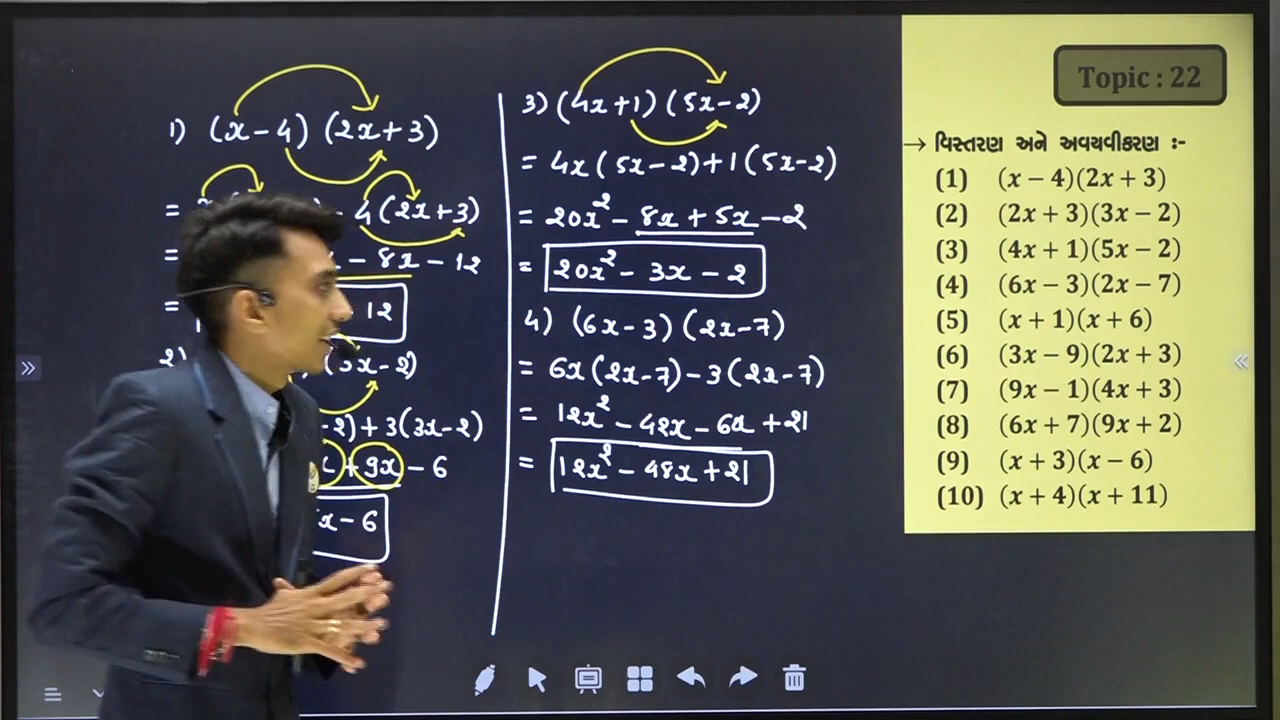 1) (x - 4) (2x + 3)
= - 4 (2x + 3)
= - 8x - 12
= 12
2) x - 2)
- 2) + 3 (3x - 2)
+ 9x - 6
x - 6
3) (4x + 1) (5x - 2)
= 4x (5x - 2) + 1 (5x - 2)
= 20x² - 8x + 5x - 2
= 20x² - 3x - 2
4) (6x - 3) (2x - 7)
= 6x (2x - 7) - 3 (2x - 7)
= 12x² - 42x - 6x + 21
= 12x² - 48x + 21
Topic : 22
→ વિસ્તરણ અને અવયવીકરણ :-
(1) (x − 4)(2x + 3)
(2) (2x + 3)(3x − 2)
(3) (4x + 1)(5x − 2)
(4) (6x − 3)(2x − 7)
(5) (x + 1)(x + 6)
(6) (3x − 9)(2x + 3)
(7) (9x − 1)(4x + 3)
(8) (6x + 7)(9x + 2)
(9) (x + 3)(x − 6)
(10) (x + 4)(x + 11)